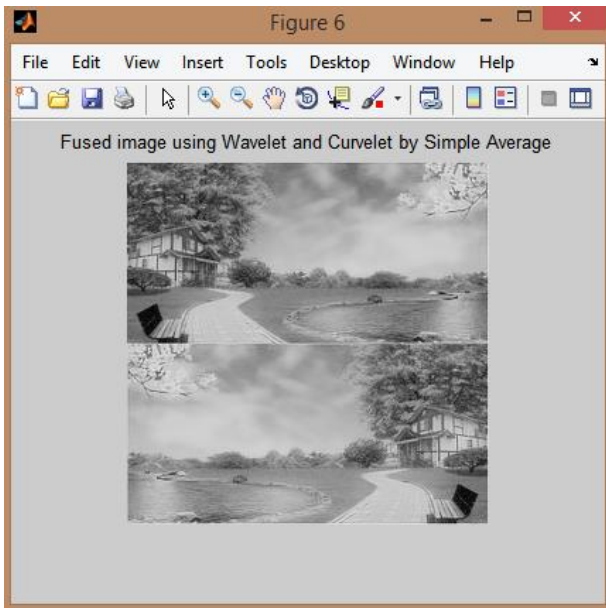 Figure 6
File Edit View Insert Tools Desktop Window Help
Fused image using Wavelet and Curvelet by Simple Average